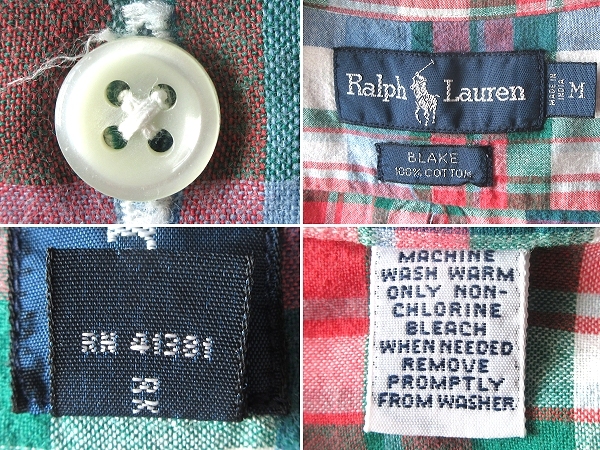 Ralph Lauren
MADE IN
INDIA
M
BLAKE
100% COTTON
RN 41381
RX
MACHINE
WASH WARM
ONLY NON-
CHLORINE
BLEACH
WHEN NEEDED
REMOVE
PROMPTLY
FROM WASHER